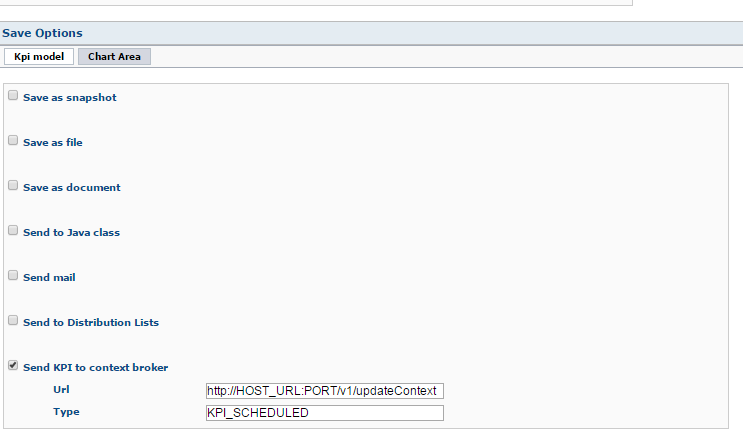 Save Options
Kpi model Chart Area
Save as snapshot
Save as file
Save as document
Send to Java class
Send mail
Send to Distribution Lists
Send KPI to context broker
Url http://HOST_URL:PORT/v1/updateContext
Type KPI_SCHEDULED